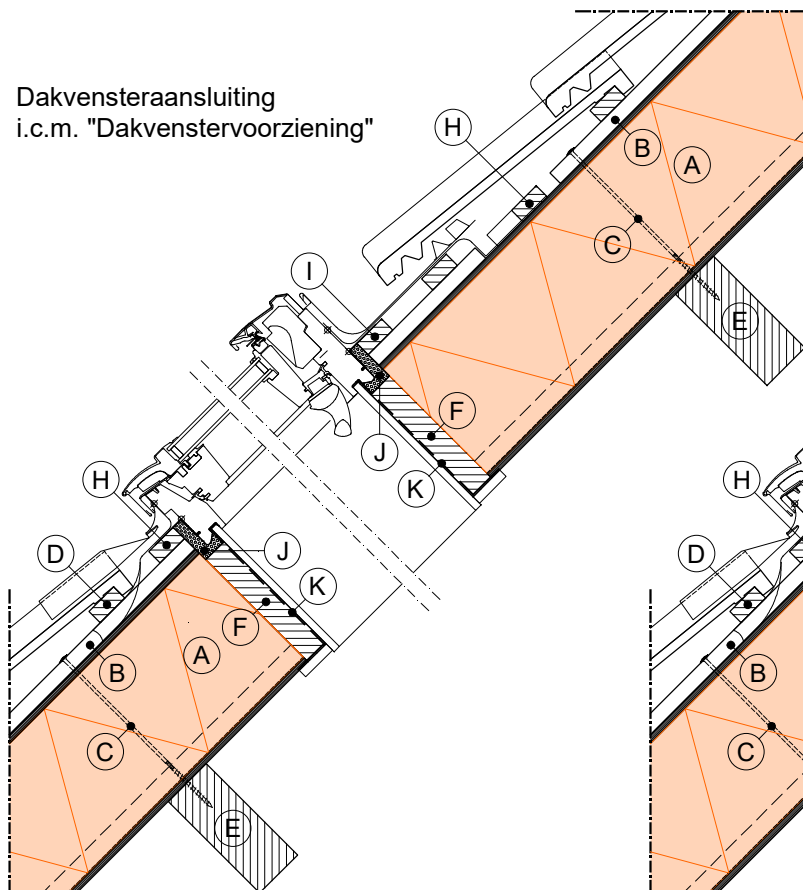 Dakvensteraansluiting
i.c.m. "Dakvenstervoorziening"
H
B
A
C
I
E
F
J
K
H
D
J
K
F
A
B
C
E
H
D
B
C